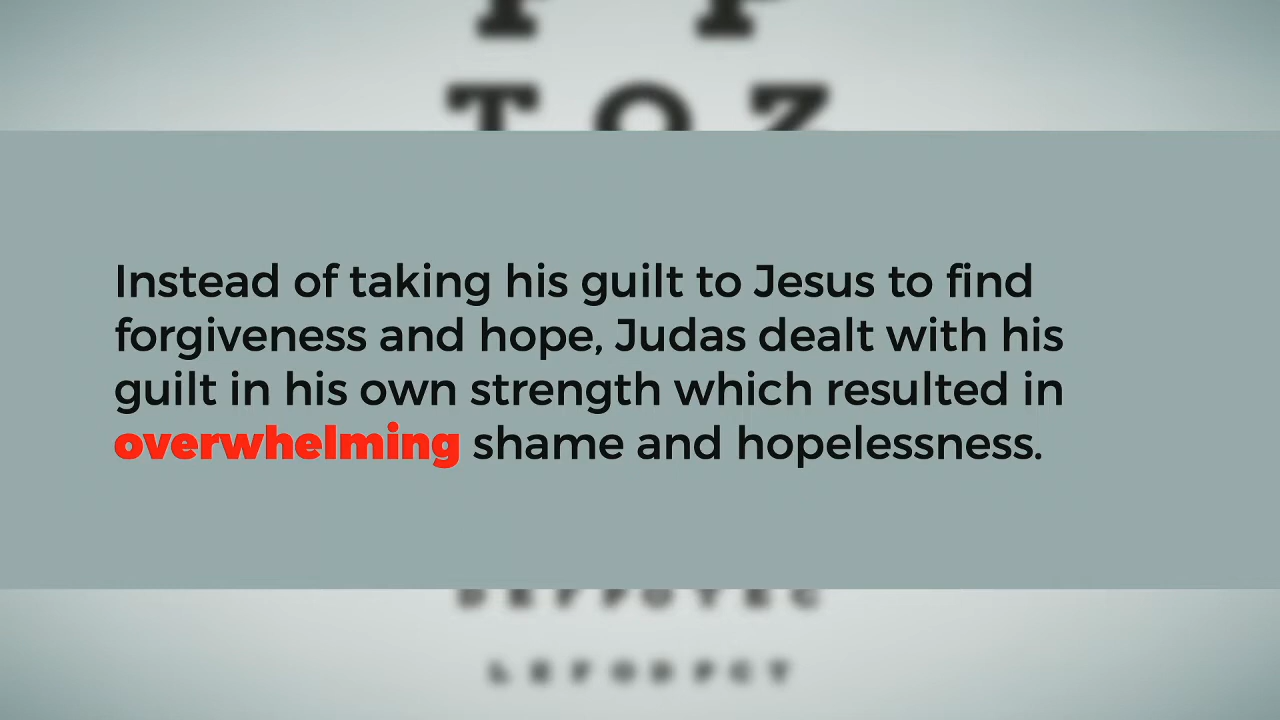 T O Z
Instead of taking his guilt to Jesus to find
forgiveness and hope, Judas dealt with his
guilt in his own strength which resulted in
overwhelming shame and hopelessness.
L E F O D P C T